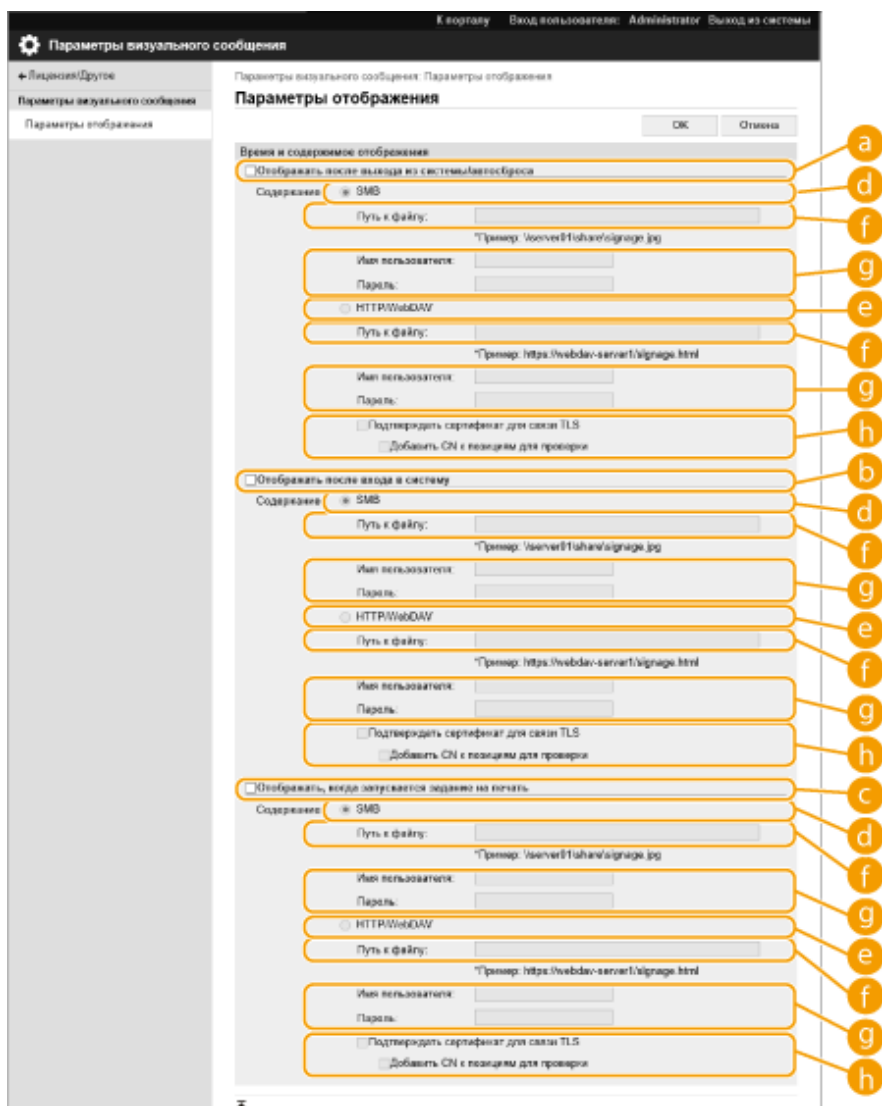 К порталу Вход пользователя: Administrator Выход из системы
Параметры визуального сообщения
Лицензия/Другое
Параметры визуального сообщения
Параметры отображения
Параметры визуального сообщения: Параметры отображения
Параметры отображения
OK Отмена
Время и содержимое отображения
Отображать после выхода из системы/автосброса a
Содержание SMB d
Путь к файлу: f
*Пример: \\server01\share\signage.jpg
Имя пользователя: g
Пароль:
HTTP/WebDAV e
Путь к файлу: f
*Пример: https://webdav-server1/signage.html
Имя пользователя: g
Пароль:
Подтверждать сертификат для связи TLS h
Добавить CN к позициям для проверки
Отображать после входа в систему b
Содержание SMB d
Путь к файлу: f
*Пример: \\server01\share\signage.jpg
Имя пользователя: g
Пароль:
HTTP/WebDAV e
Путь к файлу: f
*Пример: https://webdav-server1/signage.html
Имя пользователя: g
Пароль:
Подтверждать сертификат для связи TLS h
Добавить CN к позициям для проверки
Отображать, когда запускается задание на печать c
Содержание SMB d
Путь к файлу: f
*Пример: \\server01\share\signage.jpg
Имя пользователя: g
Пароль:
HTTP/WebDAV e
Путь к файлу: f
*Пример: https://webdav-server1/signage.html
Имя пользователя: g
Пароль:
Подтверждать сертификат для связи TLS h
Добавить CN к позициям для проверки